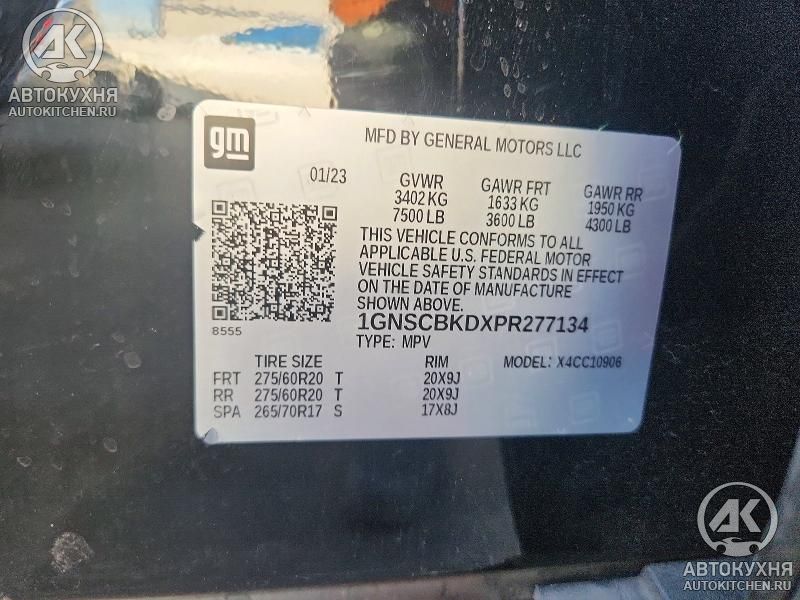 AK
АВТОКУХНЯ
AUTOKITCHEN.RU
gm
MFD BY GENERAL MOTORS LLC
01/23
GVWR GAWR FRT GAWR RR
3402 KG 1633 KG 1950 KG
7500 LB 3600 LB 4300 LB
THIS VEHICLE CONFORMS TO ALL
APPLICABLE U.S. FEDERAL MOTOR
VEHICLE SAFETY STANDARDS IN EFFECT
ON THE DATE OF MANUFACTURE
SHOWN ABOVE.
8555
1GNSCBKDXPR277134
TYPE: MPV
TIRE SIZE RIM MODEL: X4CC10906
FRT 275/60R20 T 20X9J
RR 275/60R20 T 20X9J
SPA 265/70R17 S 17X8J
AK
АВТОКУХНЯ
AUTOKITCHEN.RU